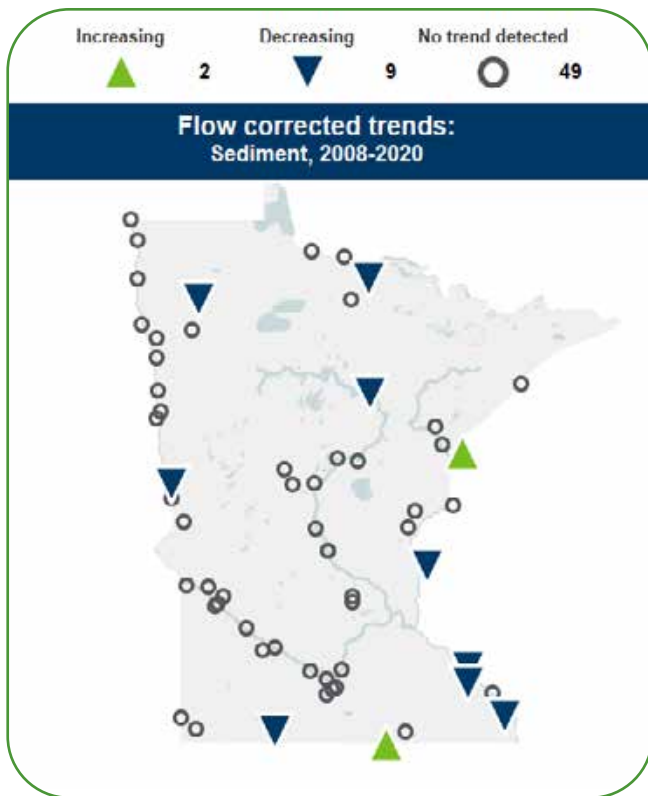 Increasing Decreasing No trend detected
2 9 49
Flow corrected trends:
Sediment, 2008-2020